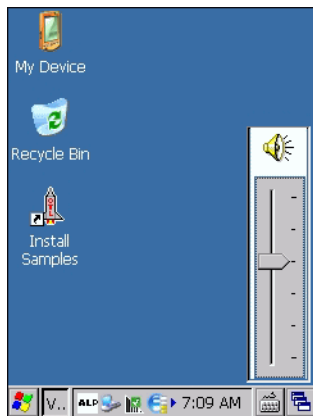 My Device
Recycle Bin
Install
Samples
V.. ALP 7:09 AM